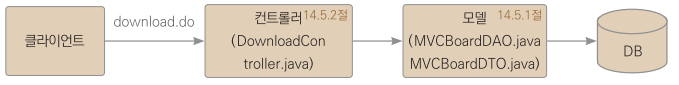 클라이언트
download.do
컨트롤러 14.5.2절
(DownloadCon
troller.java)
모델 14.5.1절
(MVCBoardDAO.java
MVCBoardDTO.java)
DB